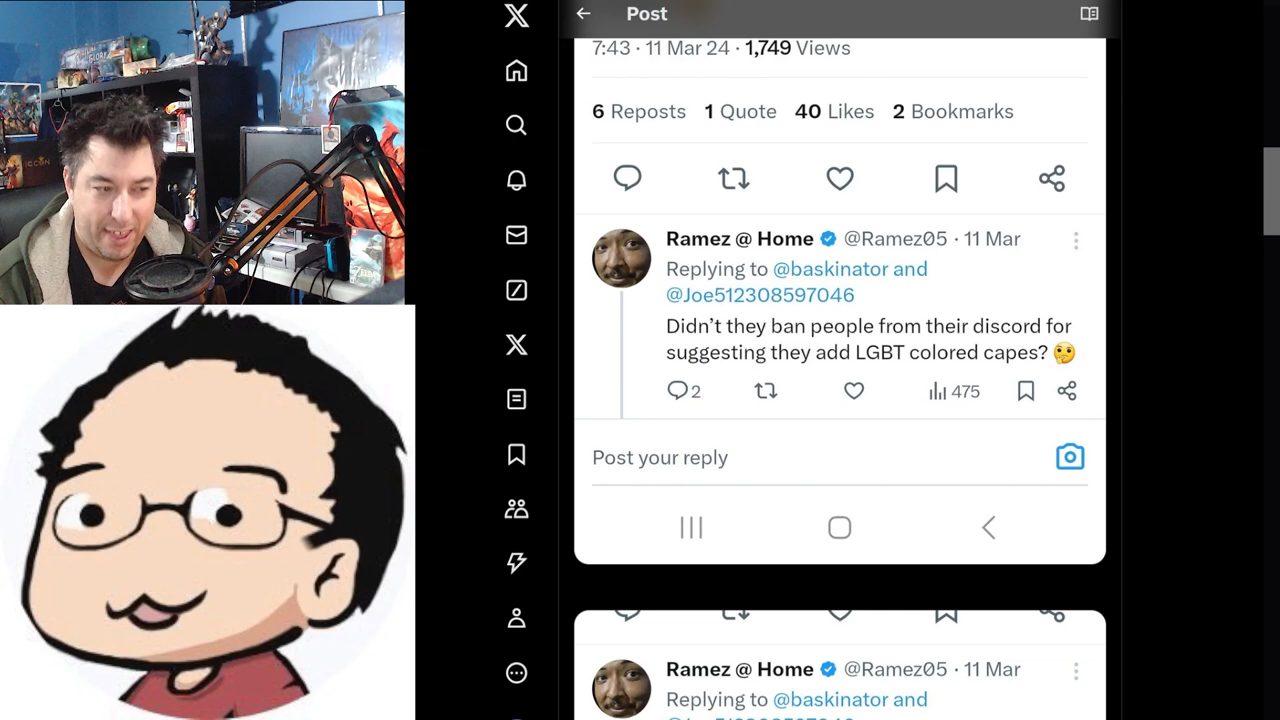 Post
7:43 · 11 Mar 24 · 1,749 Views
6 Reposts 1 Quote 40 Likes 2 Bookmarks
Ramez @ Home @Ramez05 · 11 Mar
Replying to @baskinator and
@Joe512308597046
Didn’t they ban people from their discord for
suggesting they add LGBT colored capes? 🤔
2 475
Post your reply
Ramez @ Home @Ramez05 · 11 Mar
Replying to @baskinator and